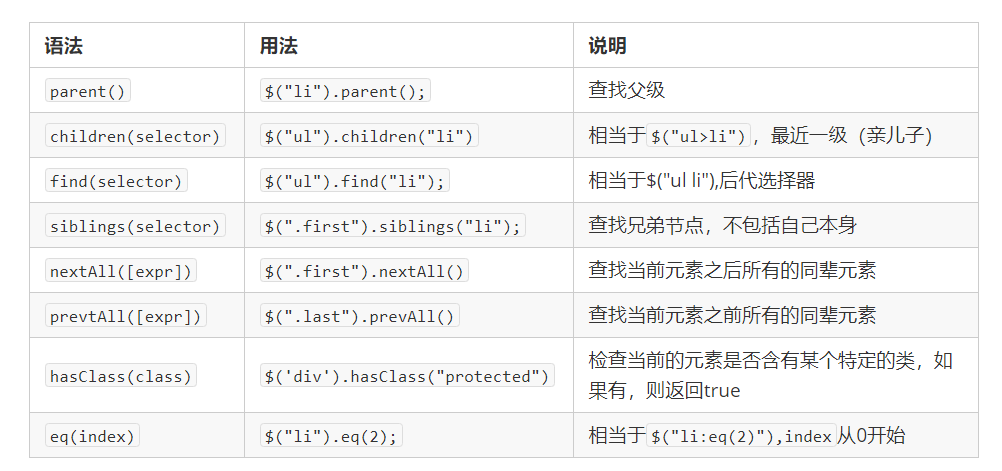 语法 用法 说明
parent() $("li").parent(); 查找父级
children(selector) $("ul").children("li") 相当于$("ul>li")，最近一级（亲儿子）
find(selector) $("ul").find("li"); 相当于$("ul li"),后代选择器
siblings(selector) $(".first").siblings("li"); 查找兄弟节点，不包括自己本身
nextAll([expr]) $(".first").nextAll() 查找当前元素之后所有的同辈元素
prevtAll([expr]) $(".last").prevAll() 查找当前元素之前所有的同辈元素
hasClass(class) $('div').hasClass("protected") 检查当前的元素是否含有某个特定的类，如
果有，则返回true
eq(index) $("li").eq(2); 相当于$("li:eq(2)"),index从0开始